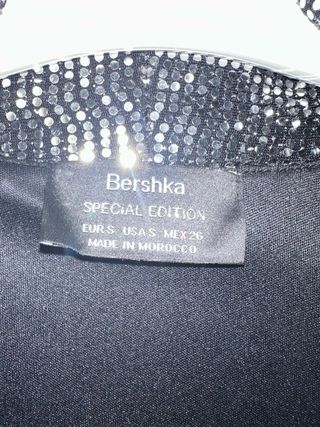 Bershka
SPECIAL EDITION
EUR S USA S MEX 26
MADE IN MOROCCO